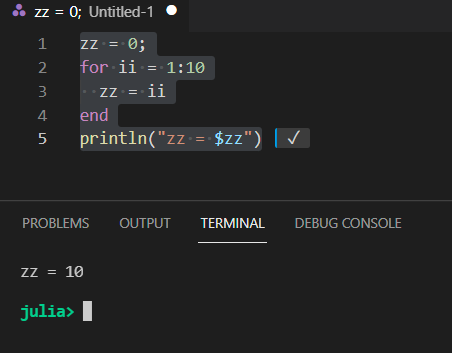 zz = 0; Untitled-1
1 zz = 0;
2 for ii = 1:10
3 zz = ii
4 end
5 println("zz = $zz") ✓
PROBLEMS OUTPUT TERMINAL DEBUG CONSOLE
zz = 10
julia>